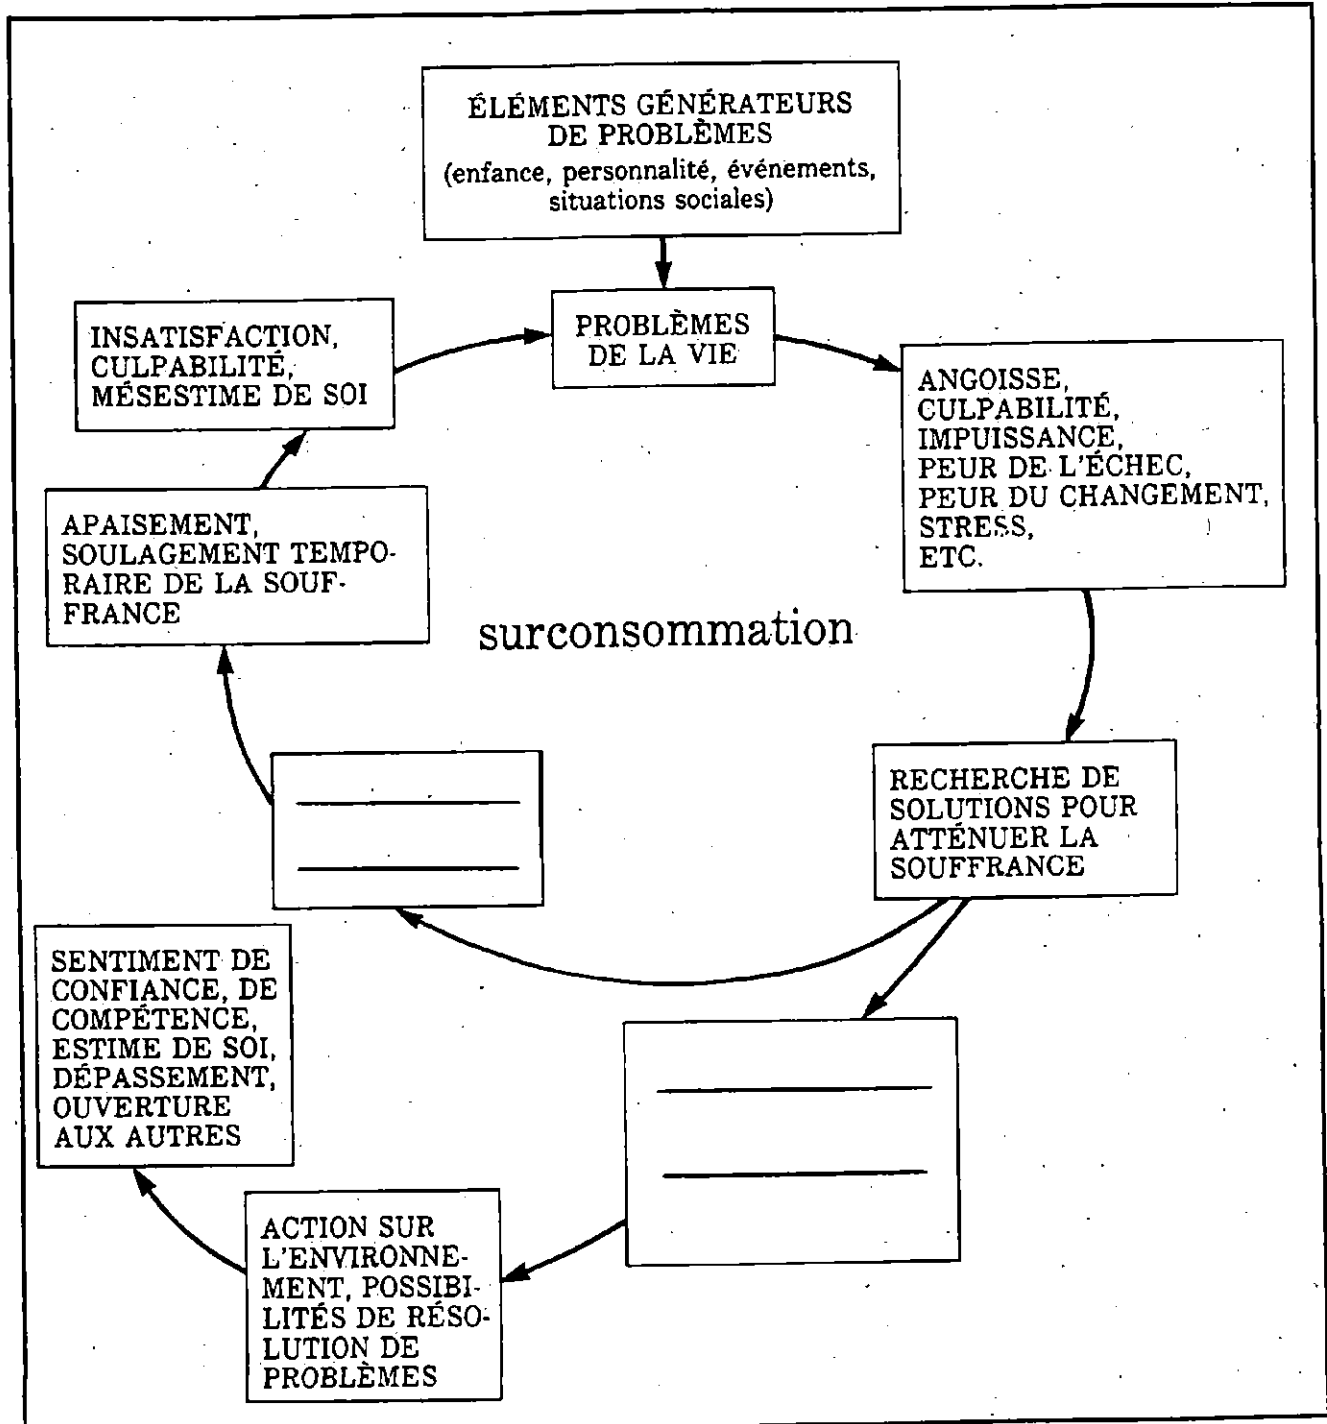 ÉLÉMENTS GÉNÉRATEURS
DE PROBLÈMES
(enfance, personnalité, événements,
situations sociales)
PROBLÈMES
DE LA VIE
ANGOISSE,
CULPABILITÉ,
IMPUISSANCE,
PEUR DE L'ÉCHEC,
PEUR DU CHANGEMENT,
STRESS,
ETC.
RECHERCHE DE
SOLUTIONS POUR
ATTÉNUER LA
SOUFFRANCE
INSATISFACTION,
CULPABILITÉ,
MÉSESTIME DE SOI
APAISEMENT,
SOULAGEMENT TEMPO-
RAIRE DE LA SOUF-
FRANCE
surconsommation
SENTIMENT DE
CONFIANCE, DE
COMPÉTENCE,
ESTIME DE SOI,
DÉPASSEMENT,
OUVERTURE
AUX AUTRES
ACTION SUR
L'ENVIRONNE-
MENT, POSSIBI-
LITÉS DE RÉSO-
LUTION DE
PROBLÈMES